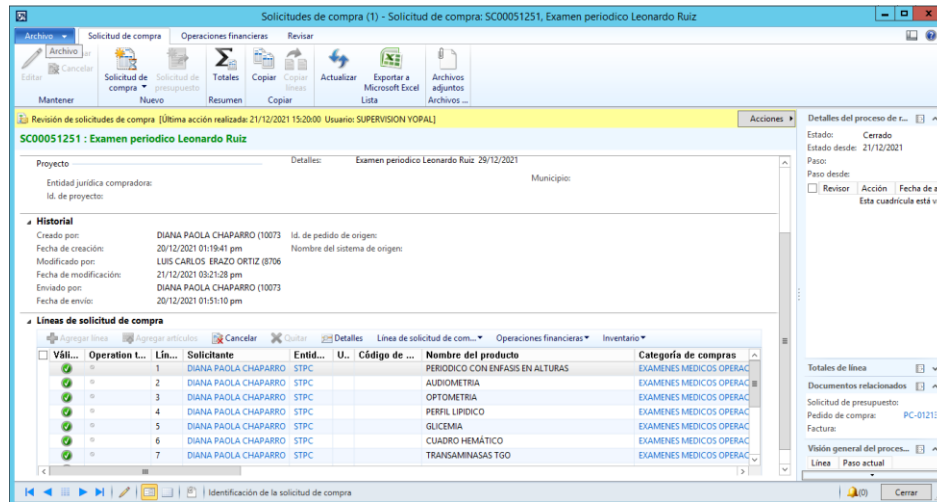 Solicitudes de compra (1) - Solicitud de compra: SC00051251, Examen periodico Leonardo Ruiz
Archivo Solicitud de compra Operaciones financieras Revisar
Archivo
Cancelar
Editar
Solicitud de compra
Solicitud de presupuesto
Totales
Copiar
Copiar líneas
Actualizar
Exportar a Microsoft Excel
Archivos adjuntos
Mantener Nuevo Resumen Copiar Lista Archivos ...
Revisión de solicitudes de compra [Última acción realizada: 21/12/2021 15:20:00 Usuario: SUPERVISION YOPAL] Acciones
SC00051251 : Examen periodico Leonardo Ruiz
Proyecto
Detalles: Examen periodico Leonardo Ruiz 29/12/2021
Entidad jurídica compradora:
Municipio:
Id. de proyecto:
Historial
Creado por: DIANA PAOLA CHAPARRO (10073 Id. de pedido de origen:
Fecha de creación: 20/12/2021 01:19:41 pm Nombre del sistema de origen:
Modificado por: LUIS CARLOS ERAZO ORTIZ (8706
Fecha de modificación: 21/12/2021 03:21:28 pm
Enviado por: DIANA PAOLA CHAPARRO (10073
Fecha de envío: 20/12/2021 01:51:10 pm
Líneas de solicitud de compra
Agregar línea Agregar artículos Cancelar Quitar Detalles Línea de solicitud de com... Operaciones financieras Inventario
Váli... Operation t... Lín... Solicitante Entid... U.. Código de ... Nombre del producto Categoría de compras
1 DIANA PAOLA CHAPARRO STPC PERIODICO CON ENFASIS EN ALTURAS EXAMENES MEDICOS OPERAC
2 DIANA PAOLA CHAPARRO STPC AUDIOMETRIA EXAMENES MEDICOS OPERAC
3 DIANA PAOLA CHAPARRO STPC OPTOMETRIA EXAMENES MEDICOS OPERAC
4 DIANA PAOLA CHAPARRO STPC PERFIL LIPIDICO EXAMENES MEDICOS OPERAC
5 DIANA PAOLA CHAPARRO STPC GLICEMIA EXAMENES MEDICOS OPERAC
6 DIANA PAOLA CHAPARRO STPC CUADRO HEMÁTICO EXAMENES MEDICOS OPERAC
7 DIANA PAOLA CHAPARRO STPC TRANSAMINASAS TGO EXAMENES MEDICOS OPERAC
Detalles del proceso de r...
Estado: Cerrado
Estado desde: 21/12/2021
Paso:
Paso desde:
Revisor Acción Fecha de a
Esta cuadrícula está v
Totales de línea
Documentos relacionados
Solicitud de presupuesto:
Pedido de compra: PC-0121
Factura:
Visión general del proces...
Línea Paso actual
Identificación de la solicitud de compra
(0) Cerrar